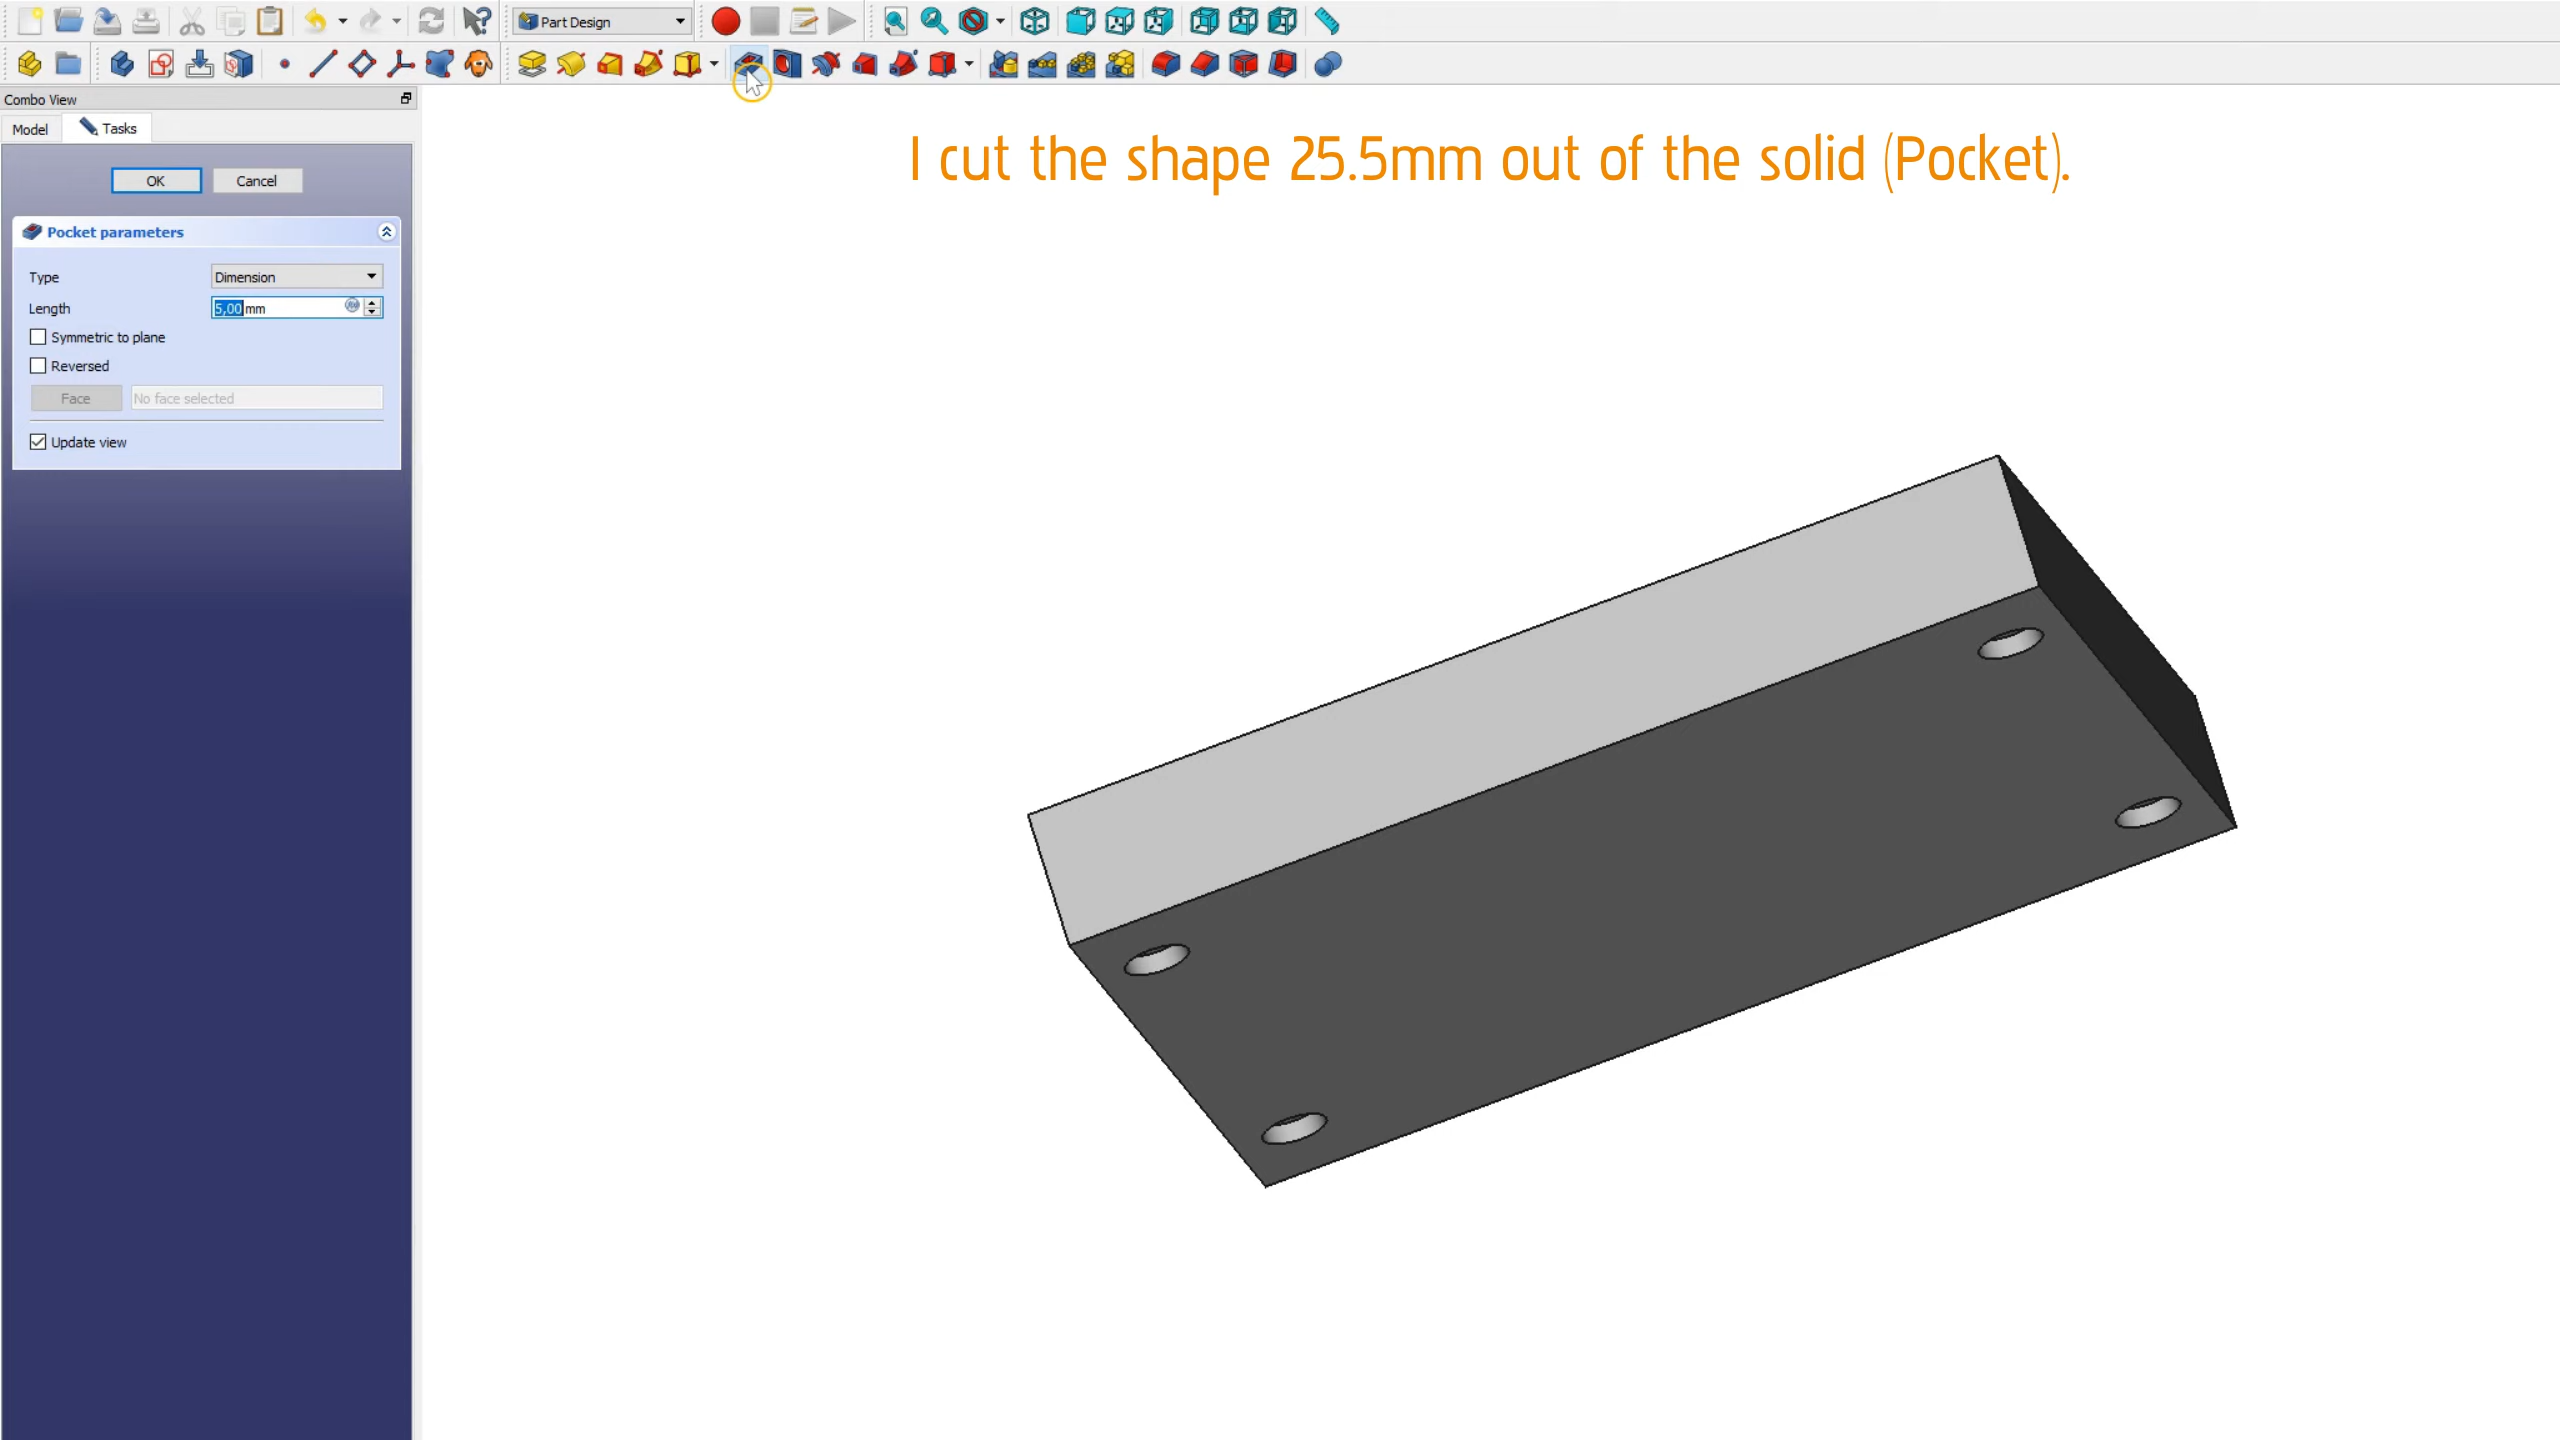 Part Design
Combo View
Model
Tasks
I cut the shape 25.5mm out of the solid (Pocket).
OK
Cancel
Pocket parameters
Type
Dimension
Length
5,00 mm
Symmetric to plane
Reversed
Face
No face selected
Update view